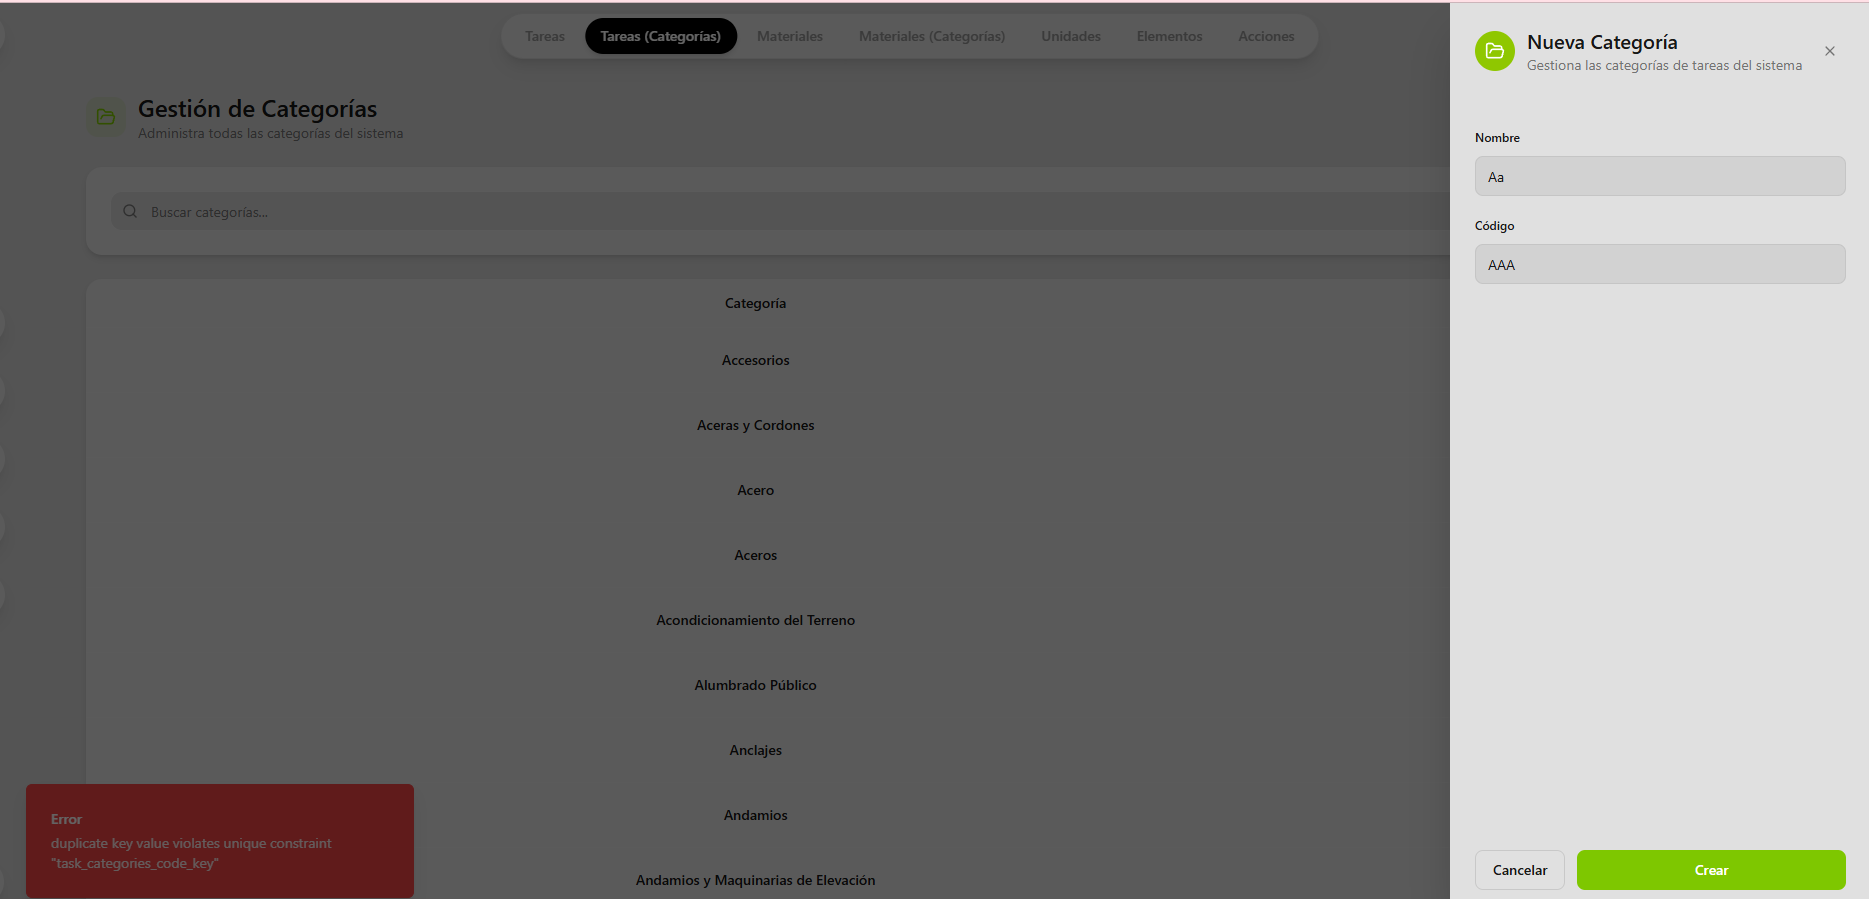 Tareas
Tareas (Categorías)
Materiales
Materiales (Categorías)
Unidades
Elementos
Acciones
Gestión de Categorías
Administra todas las categorías del sistema
Buscar categorías...
Categoría
Accesorios
Aceras y Cordones
Acero
Aceros
Acondicionamiento del Terreno
Alumbrado Público
Anclajes
Andamios
Andamios y Maquinarias de Elevación
Error
duplicate key value violates unique constraint
"task_categories_code_key"
Nueva Categoría
Gestiona las categorías de tareas del sistema
Nombre
Aa
Código
AAA
Cancelar
Crear